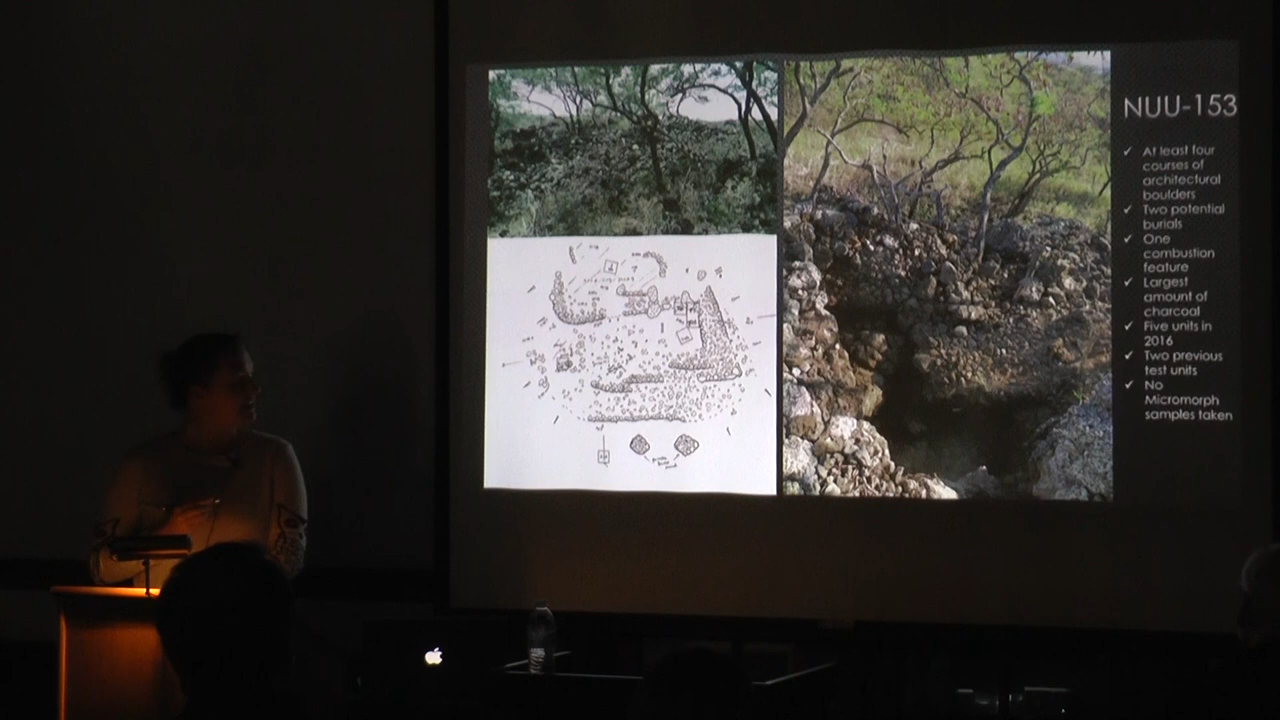 NUU-153
✓ At least four
courses of
architectural
boulders
✓ Two potential
burials
✓ One
combustion
feature
✓ Largest
amount of
charcoal
✓ Five units in
2016
✓ Two previous
test units
✓ No
Micromorph
samples taken